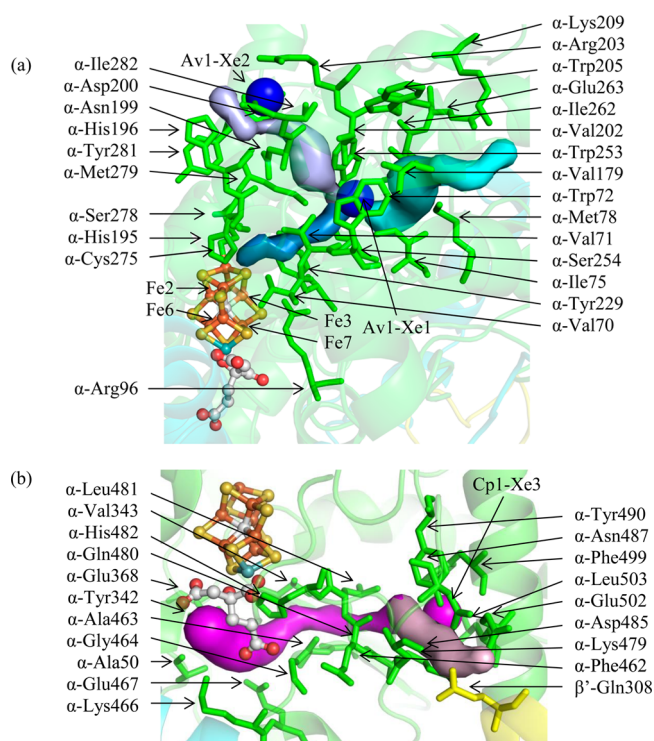 (a)
Av1-Xe2
α-Ile282
α-Asp200
α-Asn199
α-His196
α-Tyr281
α-Met279
α-Ser278
α-His195
α-Cys275
Fe2
Fe6
Fe3
Fe7
Av1-Xe1
α-Arg96
α-Lys209
α-Arg203
α-Trp205
α-Glu263
α-Ile262
α-Val202
α-Trp253
α-Val179
α-Trp72
α-Met78
α-Val71
α-Ser254
α-Ile75
α-Tyr229
α-Val70
(b)
α-Leu481
α-Val343
α-His482
α-Gln480
α-Glu368
α-Tyr342
α-Ala463
α-Gly464
α-Ala50
α-Glu467
α-Lys466
Cp1-Xe3
α-Tyr490
α-Asn487
α-Phe499
α-Leu503
α-Glu502
α-Asp485
α-Lys479
α-Phe462
β’-Gln308